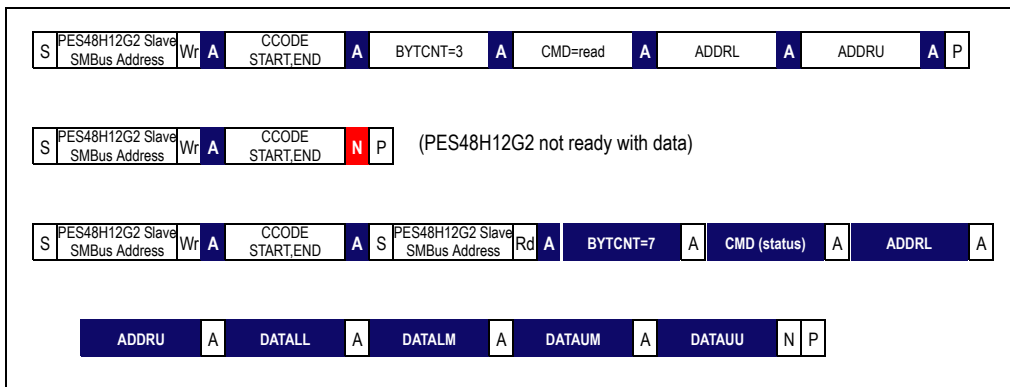 S PES48H12G2 Slave SMBus Address Wr A CCODE START,END A BYTCNT=3 A CMD=read A ADDRL A ADDRU A P
S PES48H12G2 Slave SMBus Address Wr A CCODE START,END N P (PES48H12G2 not ready with data)
S PES48H12G2 Slave SMBus Address Wr A CCODE START,END A S PES48H12G2 Slave SMBus Address Rd A BYTCNT=7 A CMD (status) A ADDRL A
ADDRU A DATALL A DATALM A DATAUM A DATAUU N P